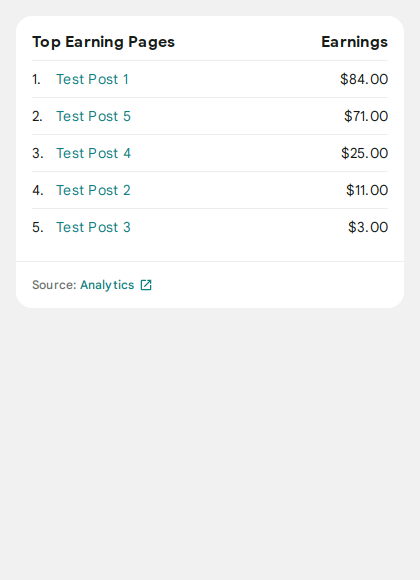 Top Earning Pages Earnings
1. Test Post 1 $84.00
2. Test Post 5 $71.00
3. Test Post 4 $25.00
4. Test Post 2 $11.00
5. Test Post 3 $3.00
Source: Analytics